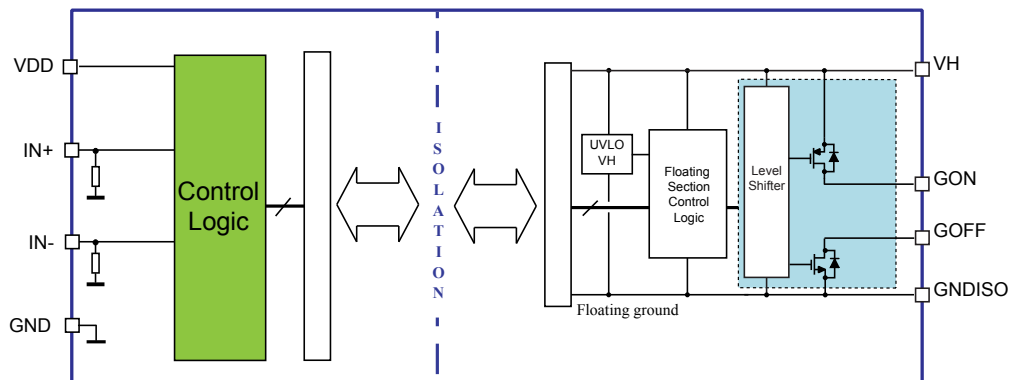 VDD
IN+
IN-
GND
Control
Logic
ISOLATION
UVLO
VH
Floating
Section
Control
Logic
Level
Shifter
Floating ground
VH
GON
GOFF
GNDISO